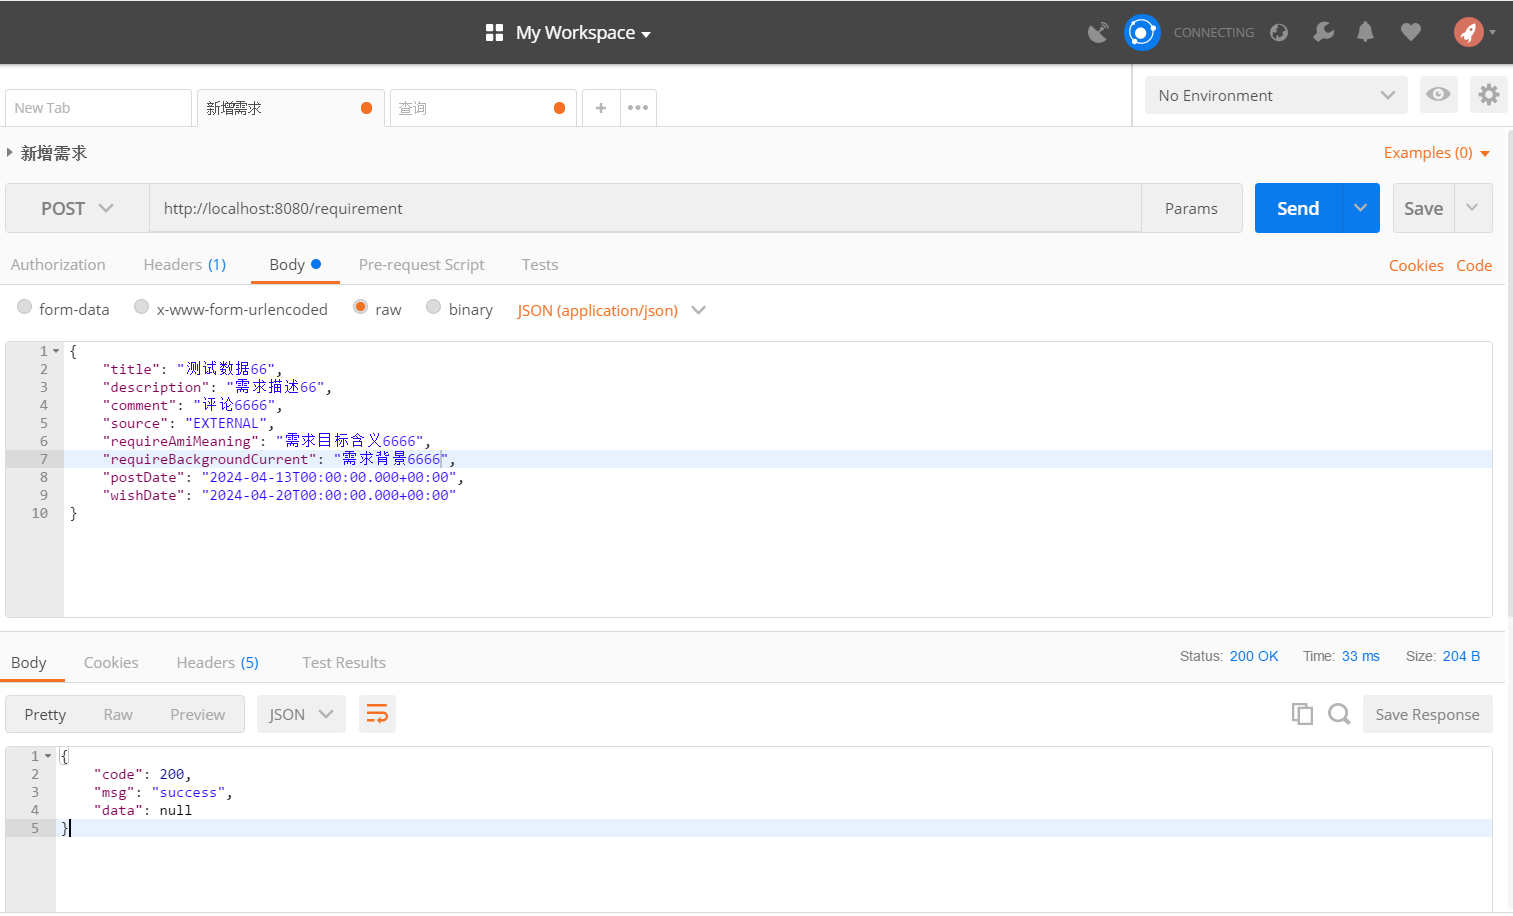 My Workspace
CONNECTING
New Tab
新增需求
查询
No Environment
新增需求
Examples (0)
POST
http://localhost:8080/requirement
Params
Send
Save
Authorization
Headers (1)
Body
Pre-request Script
Tests
Cookies
Code
form-data
x-www-form-urlencoded
raw
binary
JSON (application/json)
1 {
2 "title": "测试数据66",
3 "description": "需求描述66",
4 "comment": "评论6666",
5 "source": "EXTERNAL",
6 "requireAmiMeaning": "需求目标含义6666",
7 "requireBackgroundCurrent": "需求背景6666",
8 "postDate": "2024-04-13T00:00:00.000+00:00",
9 "wishDate": "2024-04-20T00:00:00.000+00:00"
10 }
Body
Cookies
Headers (5)
Test Results
Status: 200 OK
Time: 33 ms
Size: 204 B
Pretty
Raw
Preview
JSON
Save Response
1 {
2 "code": 200,
3 "msg": "success",
4 "data": null
5 }